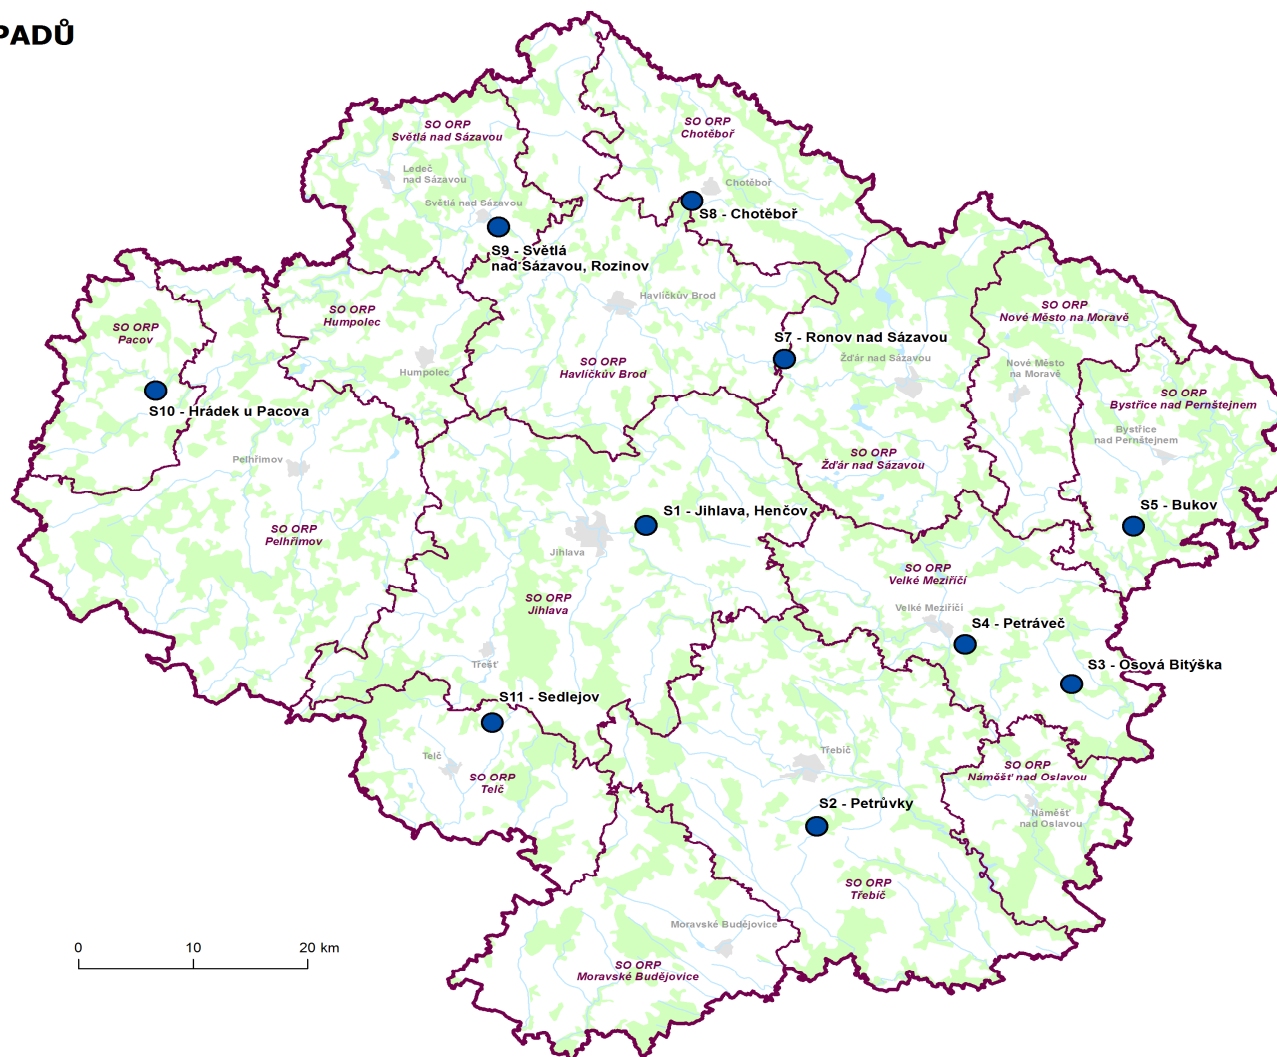 PADŮ
SO ORP
Světlá nad Sázavou
SO ORP
Chotěboř
Ledeč
nad Sázavou
Chotěboř
Světlá nad Sázavou
S8 - Chotěboř
S9 - Světlá
nad Sázavou, Rozinov
Havlíčkův Brod
SO ORP
Humpolec
SO ORP
Nové Město na Moravě
SO ORP
Pacov
S7 - Ronov nad Sázavou
Žďár nad Sázavou
Nové Město
na Moravě
Humpolec
SO ORP
Havlíčkův Brod
SO ORP
Bystřice nad Pernštejnem
S10 - Hrádek u Pacova
Bystřice
nad Pernštejnem
Pelhřimov
SO ORP
Žďár nad Sázavou
S5 - Bukov
S1 - Jihlava, Henčov
SO ORP
Pelhřimov
Jihlava
SO ORP
Velké Meziříčí
SO ORP
Jihlava
Velké Meziříčí
S4 - Petráveč
Třešť
S3 - Osová Bitýška
S11 - Sedlejov
Telč
Třebíč
SO ORP
Telč
SO ORP
Náměšť nad Oslavou
S2 - Petrůvky
Náměšť
nad Oslavou
SO ORP
Třebíč
Moravské Budějovice
0 10 20 km
SO ORP
Moravské Budějovice